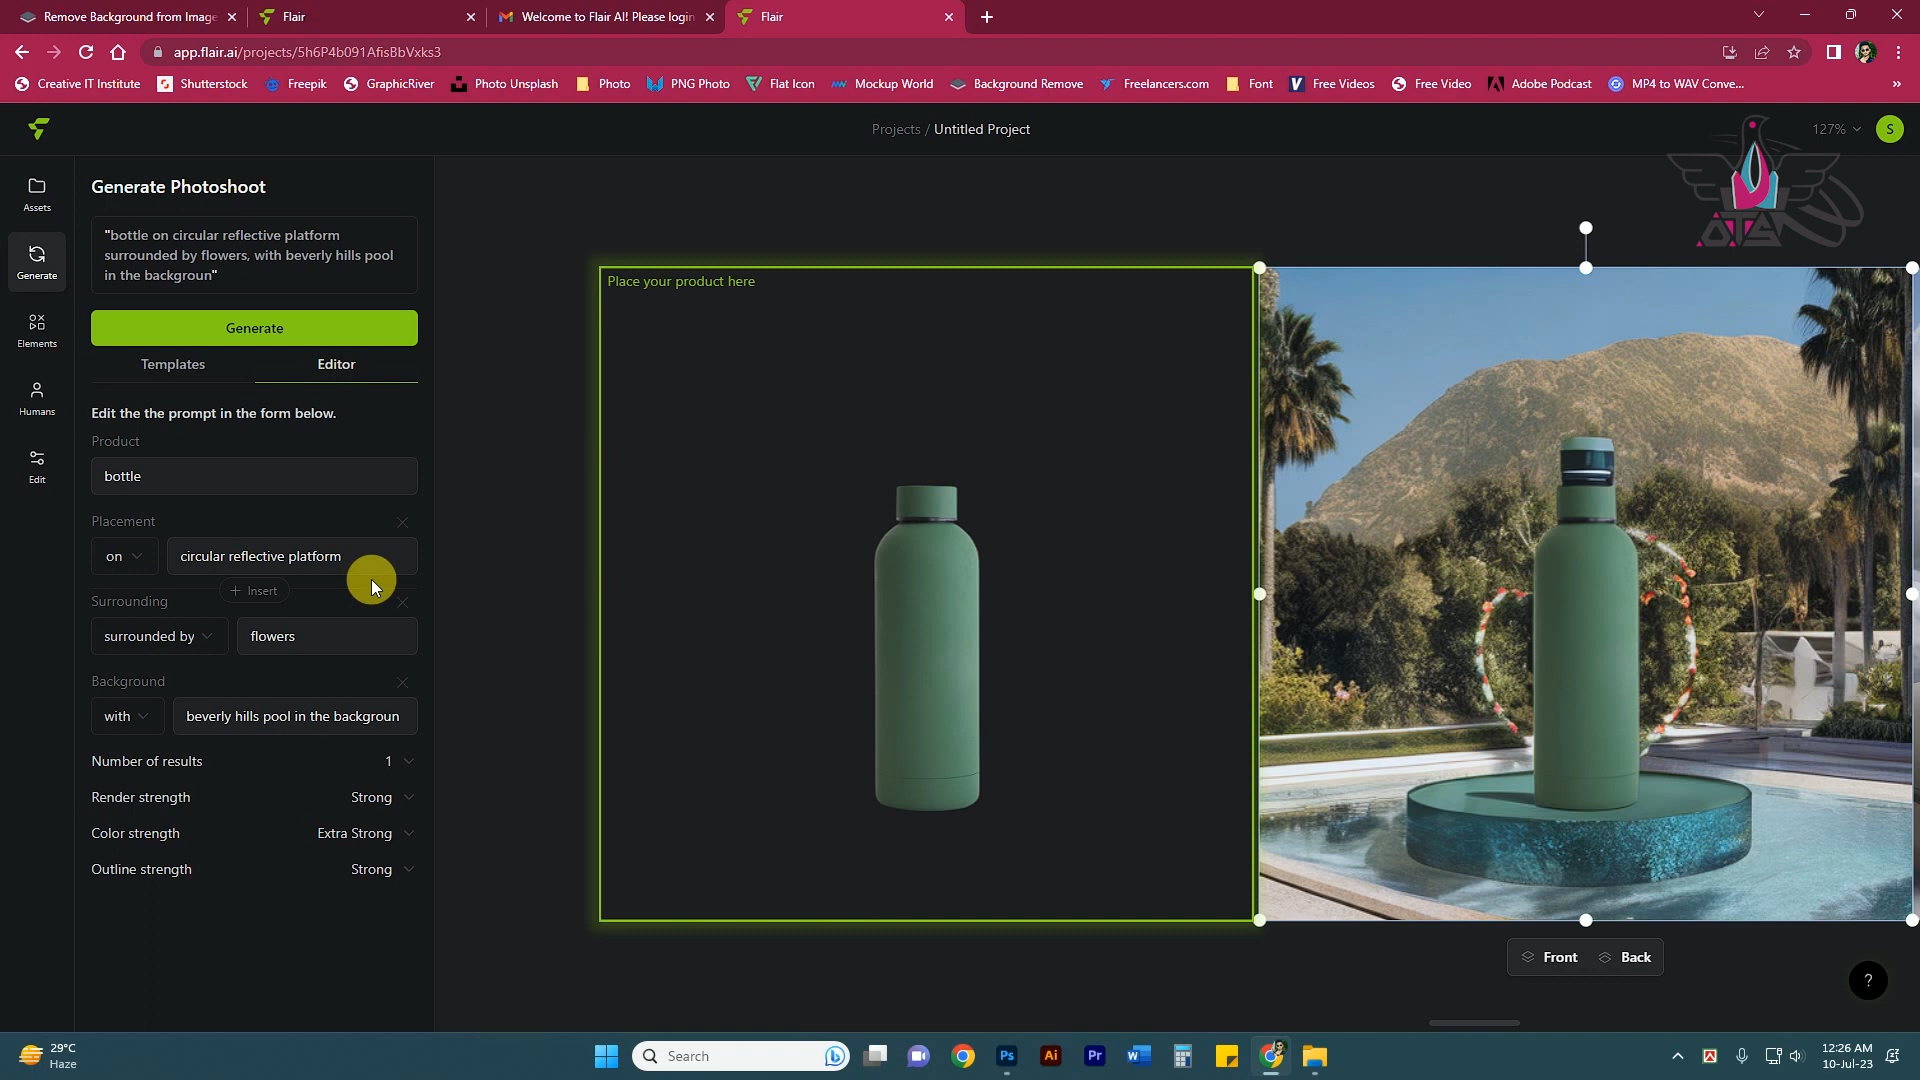 Remove Background from Image
Flair
Welcome to Flair AI! Please login
Flair
app.flair.ai/projects/5h6P4b091AfisBbVxks3
Creative IT Institute
Shutterstock
Freepik
GraphicRiver
Photo Unsplash
Photo
PNG Photo
Flat Icon
Mockup World
Background Remove
Freelancers.com
Font
Free Videos
Free Video
Adobe Podcast
MP4 to WAV Conve...
Projects / Untitled Project
127%
S
OTS
Assets
Generate
Elements
Humans
Edit
Generate Photoshoot
"bottle on circular reflective platform
surrounded by flowers, with beverly hills pool
in the backgroun"
Generate
Templates
Editor
Edit the the prompt in the form below.
Product
bottle
Placement
on
circular reflective platform
+ Insert
Surrounding
surrounded by
flowers
Background
with
beverly hills pool in the backgroun
Number of results
1
Render strength
Strong
Color strength
Extra Strong
Outline strength
Strong
Place your product here
Front
Back
?
29°C
Haze
Search
Ps
Ai
Pr
W
12:26 AM
10-Jul-23